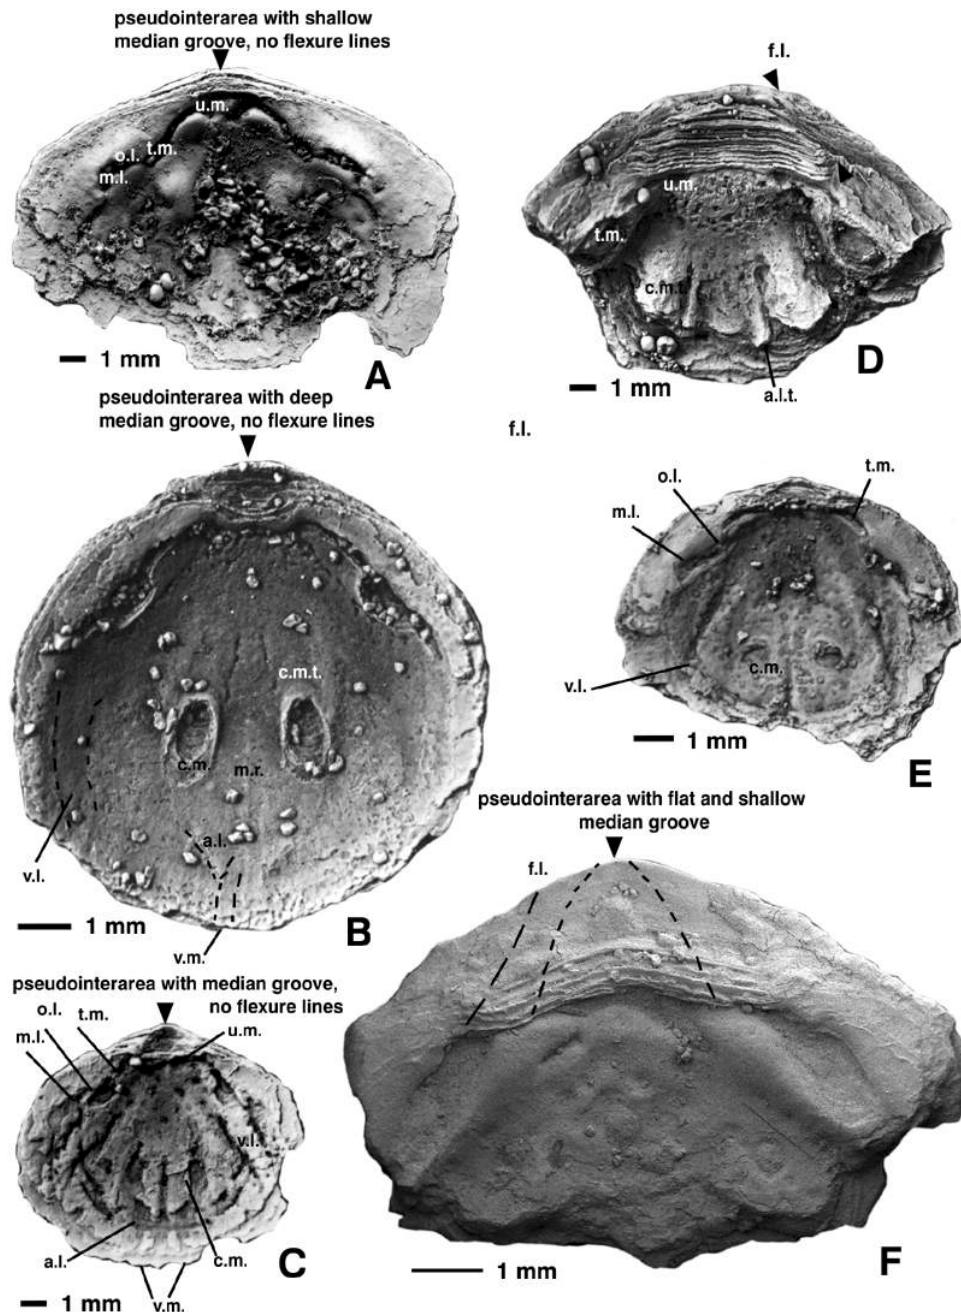 pseudointerarea with shallow
median groove, no flexure lines
u.m.
t.m.
o.l.
m.l.
1 mm
A
f.l.
u.m.
t.m.
c.m.t.
1 mm
a.l.t.
D
pseudointerarea with deep
median groove, no flexure lines
c.m.t.
c.m.
m.r.
a.l.
v.l.
1 mm
v.m.
B
f.l.
o.l.
t.m.
m.l.
c.m.
v.l.
1 mm
E
pseudointerarea with median groove,
no flexure lines
o.l.
t.m.
u.m.
m.l.
v.l.
a.l.
c.m.
1 mm
v.m.
C
pseudointerarea with flat and shallow
median groove
f.l.
1 mm
F